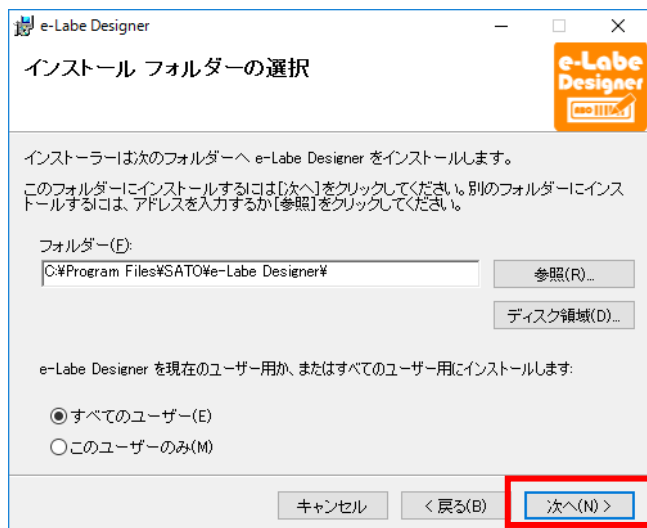 e-Labe Designer
インストール フォルダーの選択
e-Labe
Designer
インストーラーは次のフォルダーへ e-Labe Designer をインストールします。
このフォルダーにインストールするには[次へ]をクリックしてください。別のフォルダーにインス
トールするには、アドレスを入力するか[参照]をクリックしてください。
フォルダー(F):
C:¥Program Files¥SATO¥e-Labe Designer¥
参照(R)...
ディスク領域(D)...
e-Labe Designer を現在のユーザー用か、またはすべてのユーザー用にインストールします:
すべてのユーザー(E)
このユーザーのみ(M)
キャンセル
< 戻る(B)
次へ(N) >